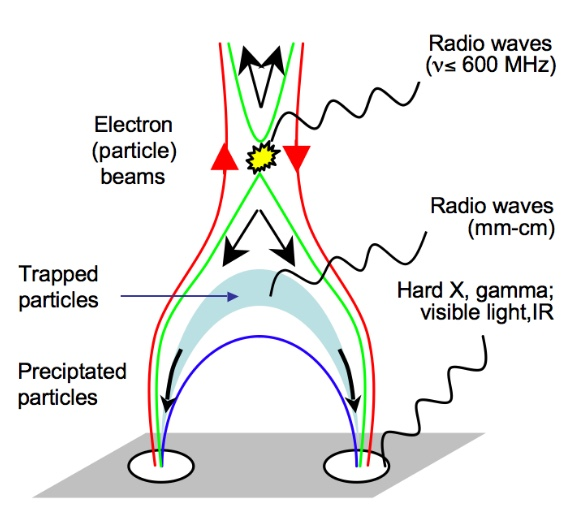 Radio waves
(ν≤ 600 MHz)
Electron
(particle)
beams
Radio waves
(mm-cm)
Trapped
particles
Hard X, gamma;
visible light,IR
Preciptated
particles